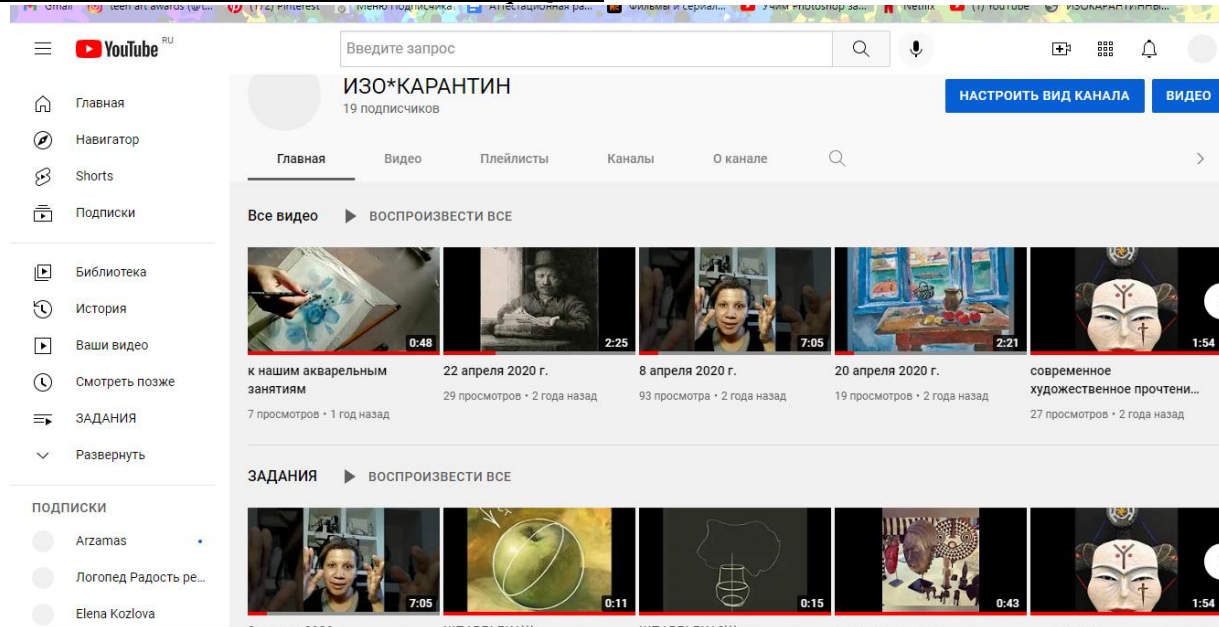 Gmail teen art awards (@t... (172) Pinterest Меню подписчика Аттестационная ра... Фильмы и сериал... Учим Photoshop за... Netflix (1) YouTube ИЗОКАРАНТИННЫ...
YouTube RU
Введите запрос
Главная
Навигатор
Shorts
Подписки
Библиотека
История
Ваши видео
Смотреть позже
ЗАДАНИЯ
Развернуть
ПОДПИСКИ
Arzamas
Логопед Радость ре...
Elena Kozlova
ИЗО*КАРАНТИН
19 подписчиков
НАСТРОИТЬ ВИД КАНАЛА
ВИДЕО
Главная Видео Плейлисты Каналы О канале
Все видео ВОСПРОИЗВЕСТИ ВСЕ
0:48
к нашим акварельным
занятиям
7 просмотров • 1 год назад
2:25
22 апреля 2020 г.
29 просмотров • 2 года назад
7:05
8 апреля 2020 г.
93 просмотра • 2 года назад
2:21
20 апреля 2020 г.
19 просмотров • 2 года назад
1:54
современное
художественное прочтени...
27 просмотров • 2 года назад
ЗАДАНИЯ ВОСПРОИЗВЕСТИ ВСЕ
7:05
0:11
0:15
0:43
1:54